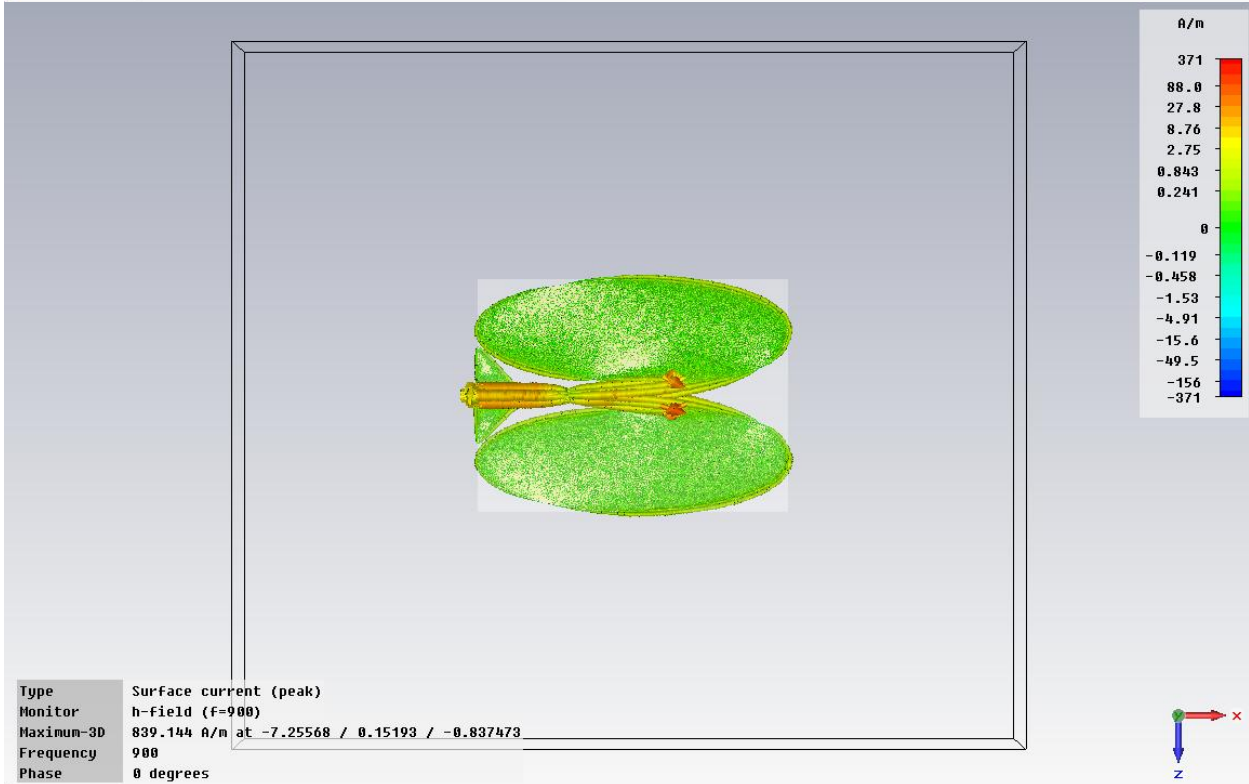 A/m
371
88.0
27.8
8.76
2.75
0.843
0.241
0
-0.119
-0.458
-1.53
-4.91
-15.6
-49.5
-156
-371
Type Surface current (peak)
Monitor h-field (f=900)
Maximum-3D 839.144 A/m at -7.25568 / 0.15193 / -0.837473
Frequency 900
Phase 0 degrees
x
z